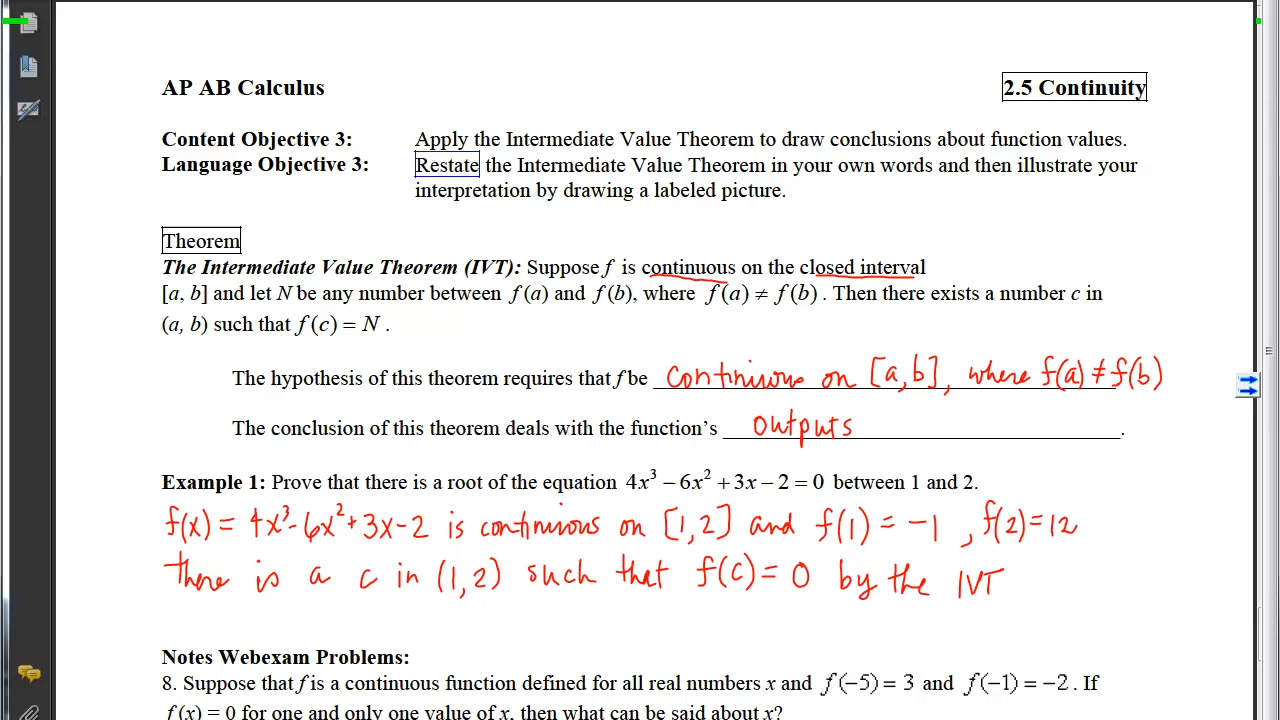 AP AB Calculus 2.5 Continuity
Content Objective 3: Apply the Intermediate Value Theorem to draw conclusions about function values.
Language Objective 3: Restate the Intermediate Value Theorem in your own words and then illustrate your
interpretation by drawing a labeled picture.
Theorem
The Intermediate Value Theorem (IVT): Suppose f is continuous on the closed interval
[a, b] and let N be any number between f(a) and f(b), where f(a) ≠ f(b). Then there exists a number c in
(a, b) such that f(c) = N.
The hypothesis of this theorem requires that f be continuous on [a,b], where f(a) ≠ f(b)
The conclusion of this theorem deals with the function's outputs.
Example 1: Prove that there is a root of the equation 4x³ − 6x² + 3x − 2 = 0 between 1 and 2.
f(x) = 4x³ − 6x² + 3x − 2 is continuous on [1,2] and f(1) = −1, f(2) = 12
there is a c in (1,2) such that f(c) = 0 by the IVT
Notes Webexam Problems:
8. Suppose that f is a continuous function defined for all real numbers x and f(−5) = 3 and f(−1) = −2. If
f(x) = 0 for one and only one value of x, then what can be said about x?